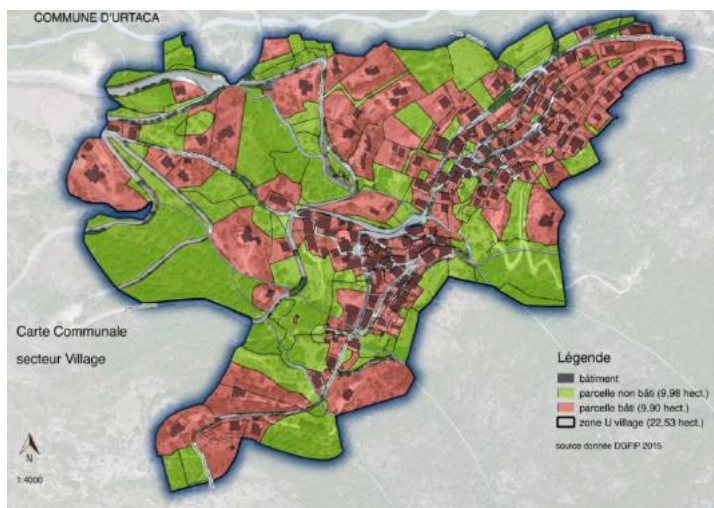 COMMUNE D'URTACA
Carte Communale
secteur Village
Légende
bâtiment
parcelle non bâti (9,98 hect.)
parcelle bâti (9,90 hect.)
zone U village (22,53 hect.)
source donnée DGFIP 2015
N
1:4000